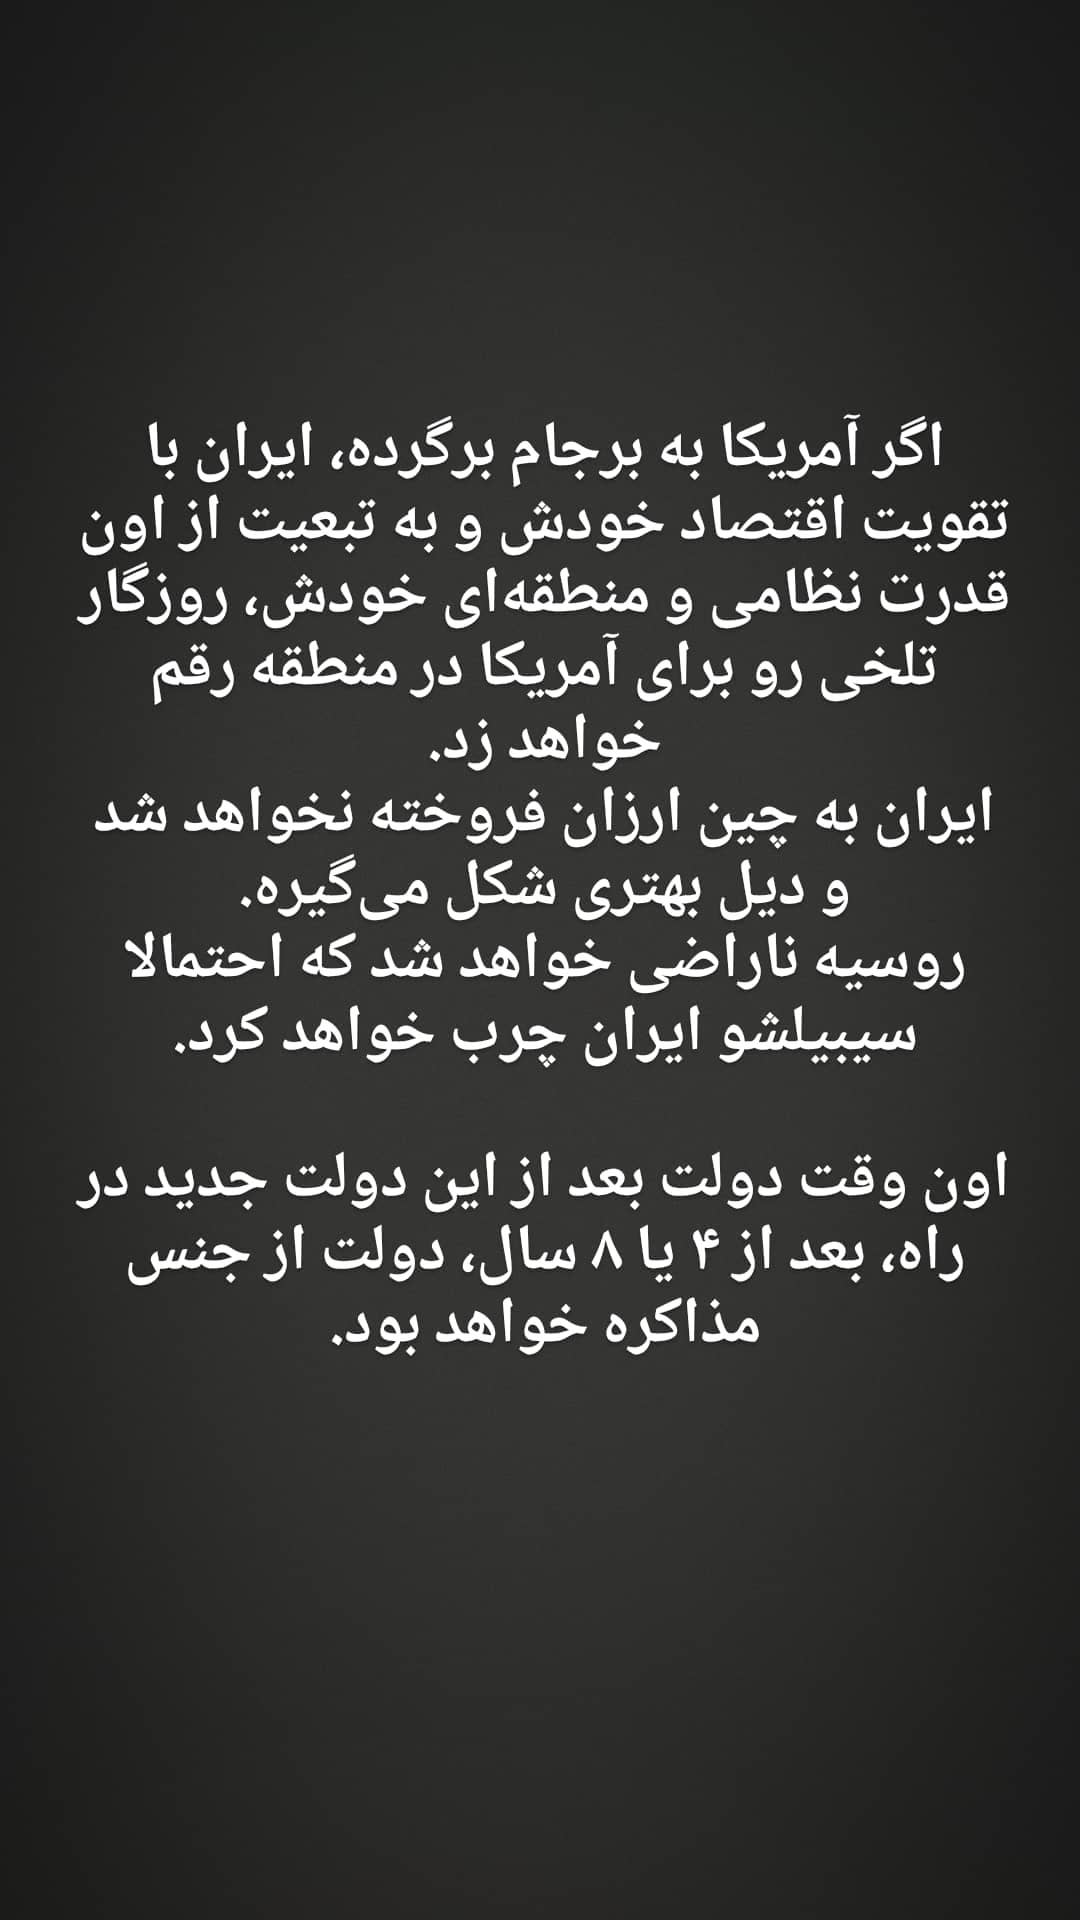 اگر آمریکا به برجام برگرده، ایران با
تقویت اقتصاد خودش و به تبعیت از اون
قدرت نظامی و منطقه‌ای خودش، روزگار
تلخی رو برای آمریکا در منطقه رقم
خواهد زد.
ایران به چین ارزان فروخته نخواهد شد
و دیل بهتری شکل می‌گیره.
روسیه ناراضی خواهد شد که احتمالا
سیبیلشو ایران چرب خواهد کرد.
اون وقت دولت بعد از این دولت جدید در
راه، بعد از ۴ یا ۸ سال، دولت از جنس
مذاکره خواهد بود.